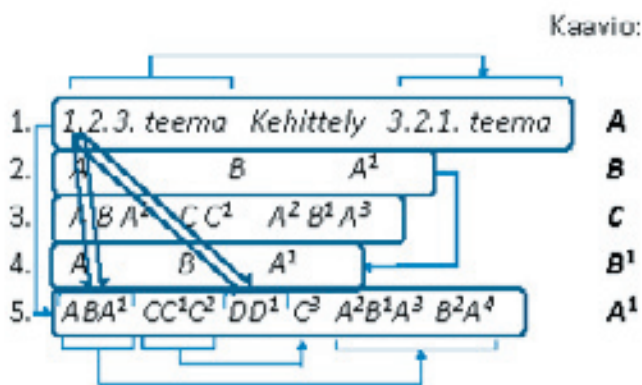 Kaavio:
1. 1. 2. 3. teema Kehittely 3.2.1. teema A
2. A B A¹ B
3. A B A¹ C C¹ A² B¹ A³ C
4. A B A¹ B¹
5. ABA¹ CC¹C² DD¹ C³ A²B¹A³ B²A⁴ A¹